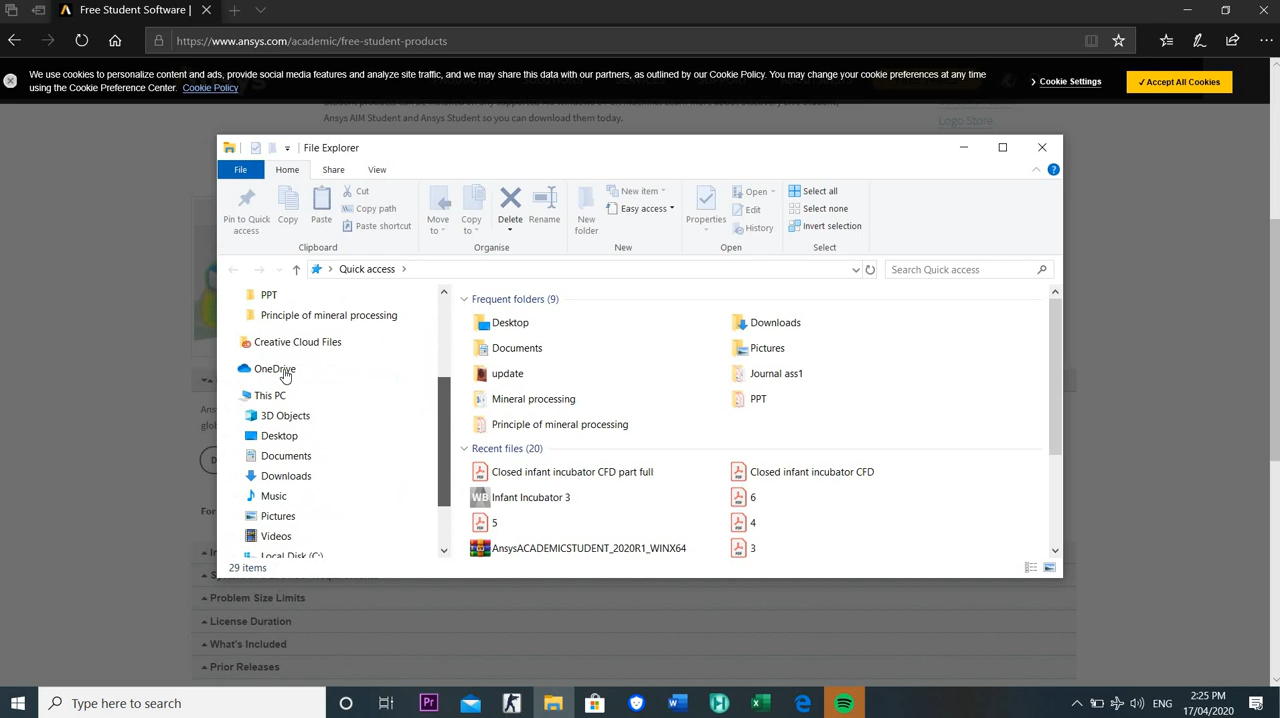 Free Student Software |
https://www.ansys.com/academic/free-student-products
We use cookies to personalize content and ads, provide social media features and analyze site traffic, and we may share this data with our partners, as outlined by our Cookie Policy. You may change your cookie preferences at any time
using the Cookie Preference Center. Cookie Policy
Cookie Settings
✓ Accept All Cookies
Ansys AIM Student and Ansys Student so you can download them today.
Logo Store
File Explorer
File Home Share View
Pin to Quick access
Copy
Paste
Cut
Copy path
Paste shortcut
Clipboard
Move to
Copy to
Delete
Rename
Organise
New folder
New item
Easy access
New
Properties
Open
Edit
History
Open
Select all
Select none
Invert selection
Select
Quick access
Search Quick access
PPT
Principle of mineral processing
Creative Cloud Files
OneDrive
This PC
3D Objects
Desktop
Documents
Downloads
Music
Pictures
Videos
Local Disk (C:)
Frequent folders (9)
Desktop
Downloads
Documents
Pictures
update
Journal ass1
Mineral processing
PPT
Principle of mineral processing
Recent files (20)
Closed infant incubator CFD part full
Closed infant incubator CFD
WB
Infant Incubator 3
6
5
4
AnsysACADEMICSTUDENT_2020R1_WINX64
3
29 items
Problem Size Limits
License Duration
What's Included
Prior Releases
Type here to search
Pr
ENG
2:25 PM
17/04/2020